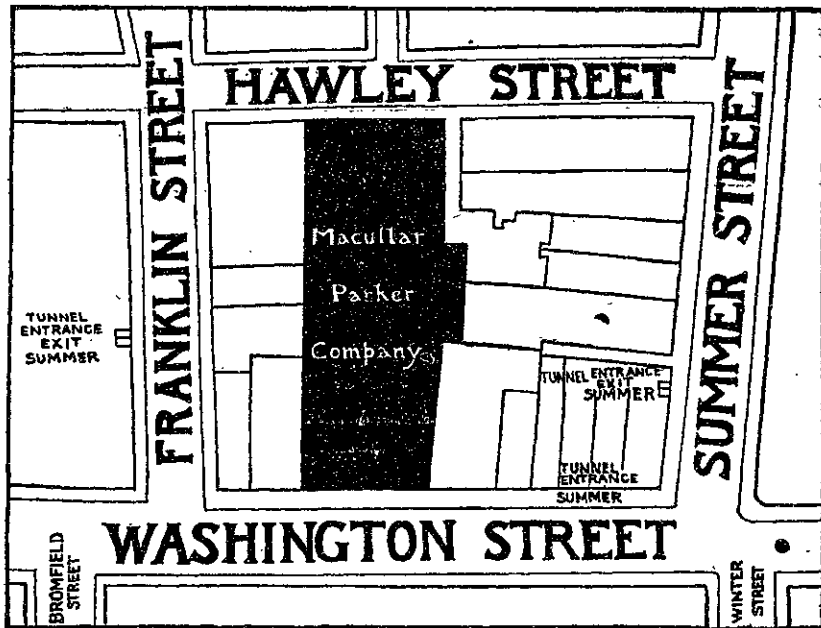 HAWLEY STREET
FRANKLIN STREET
SUMMER STREET
Macullar
Parker
Company
TUNNEL
ENTRANCE
EXIT
SUMMER
TUNNEL ENTRANCE
EXIT
SUMMER
TUNNEL
ENTRANCE
SUMMER
WASHINGTON STREET
BROMFIELD
STREET
WINTER
STREET